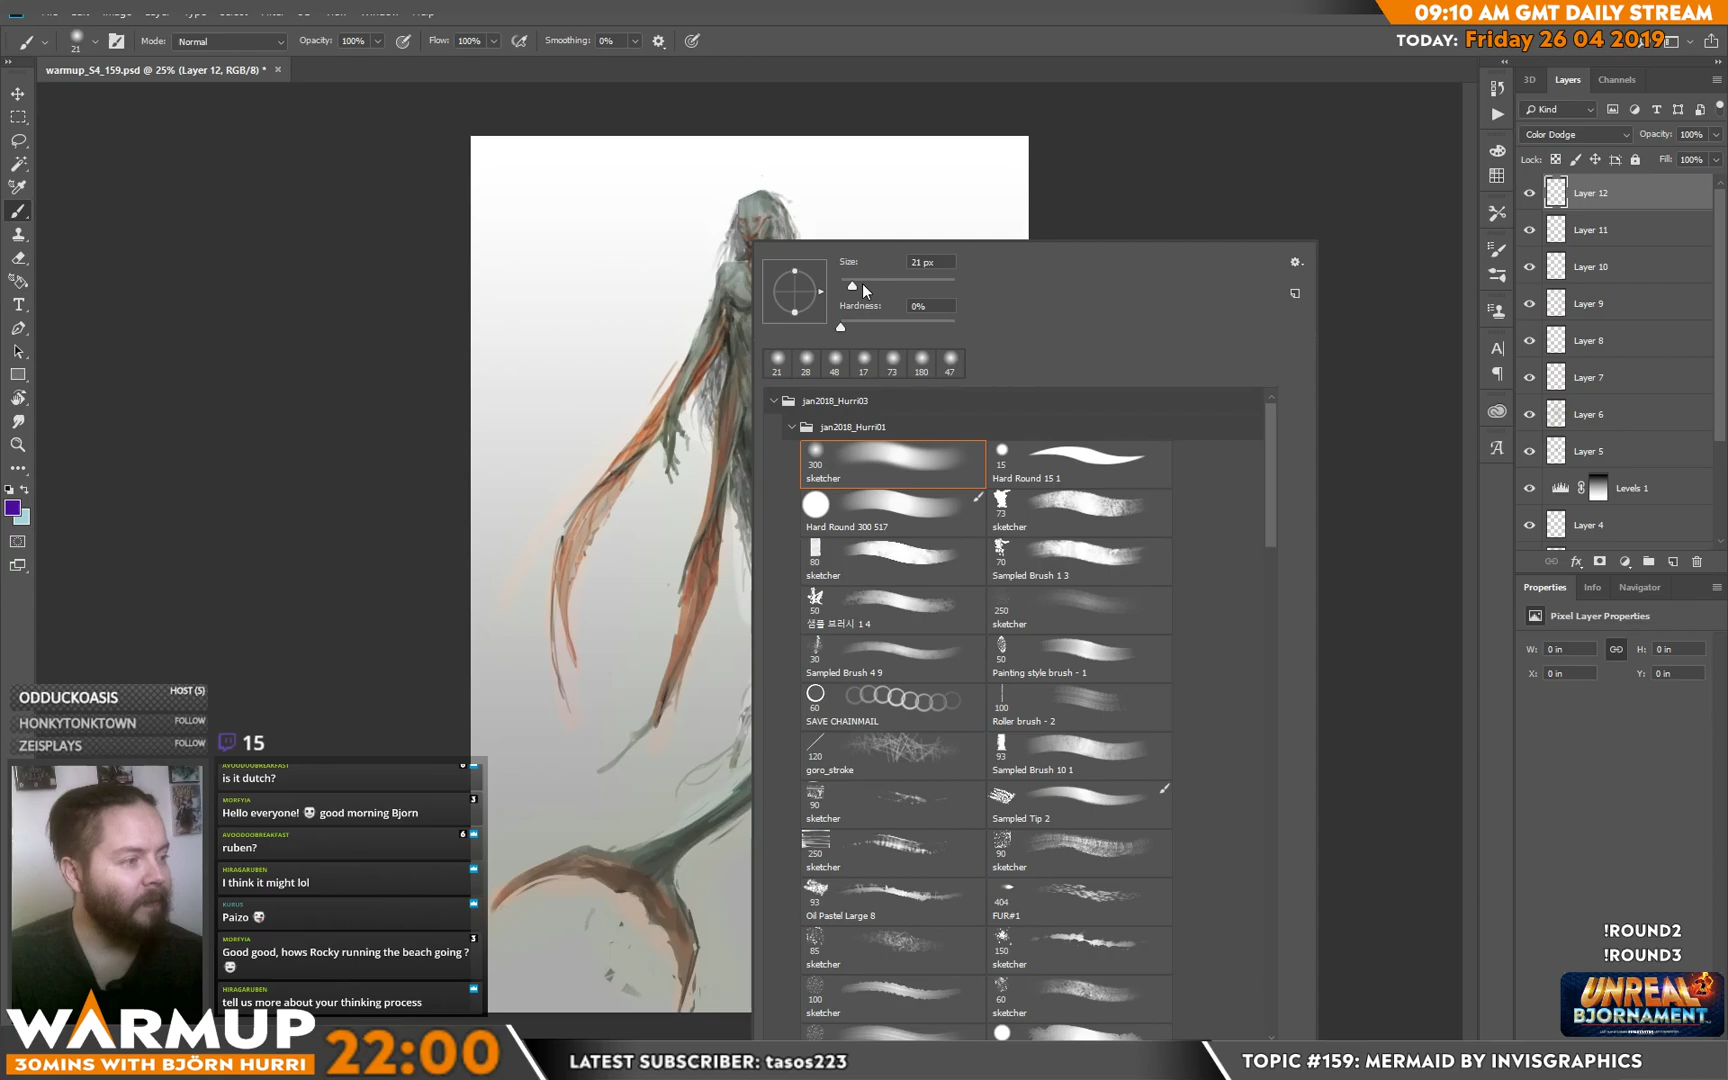 09:10 AM GMT DAILY STREAM
TODAY: Friday 26 04 2019
21
Mode: Normal
Opacity: 100%
Flow: 100%
Smoothing: 0%
warmup_S4_159.psd @ 25% (Layer 12, RGB/8) *
3D
Layers
Channels
Kind
Color Dodge
Opacity: 100%
Lock:
Fill: 100%
Layer 12
Layer 11
Layer 10
Layer 9
Layer 8
Layer 7
Layer 6
Layer 5
Levels 1
Layer 4
Properties
Info
Navigator
Pixel Layer Properties
W: 0 in
H: 0 in
X: 0 in
Y: 0 in
Size: 21 px
Hardness: 0%
21 28 48 17 73 180 47
jan2018_Hurri03
jan2018_Hurri01
300 sketcher
15 Hard Round 15 1
Hard Round 300 517
73 sketcher
80 sketcher
70 Sampled Brush 1 3
50 샘플 브러시 1 4
250 sketcher
30 Sampled Brush 4 9
50 Painting style brush - 1
60 SAVE CHAINMAIL
100 Roller brush - 2
120 goro_stroke
93 Sampled Brush 10 1
90 sketcher
Sampled Tip 2
250 sketcher
90 sketcher
93 Oil Pastel Large 8
404 FUR#1
85 sketcher
150 sketcher
100 sketcher
60 sketcher
ODDUCKOASIS HOST (5)
HONKYTONKTOWN FOLLOW
ZEISPLAYS FOLLOW
15
AVOODOOBREAKFAST 6
is it dutch?
MORFYIA 3
Hello everyone! good morning Bjorn
AVOODOOBREAKFAST 6
ruben?
HIRAGARUBEN
I think it might lol
KURUS
Paizo
MORFYIA 3
Good good, hows Rocky running the beach going ?
HIRAGARUBEN
tell us more about your thinking process
WARMUP
30MINS WITH BJÖRN HURRI
22:00
LATEST SUBSCRIBER: tasos223
TOPIC #159: MERMAID BY INVISGRAPHICS
!ROUND2
!ROUND3
UNREAL 2
BJORNAMENT